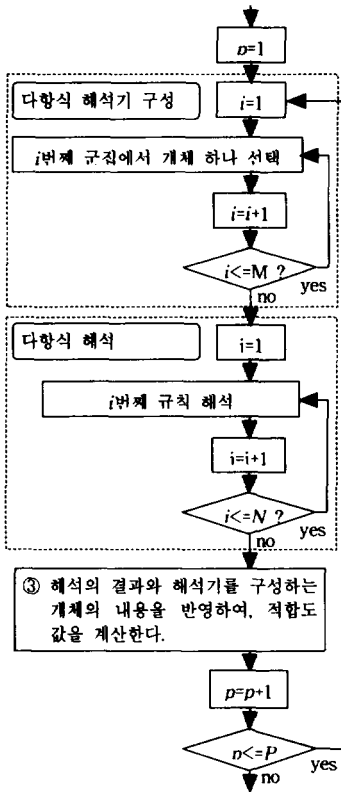 p=1
다항식 해석기 구성
i=1
i번째 군집에서 개체 하나 선택
i=i+1
i<=M ?
yes
no
다항식 해석
i=1
i번째 규칙 해석
i=i+1
i<=N ?
yes
no
③ 해석의 결과와 해석기를 구성하는
개체의 내용을 반영하여, 적합도
값을 계산한다.
p=p+1
p<=P
yes
no